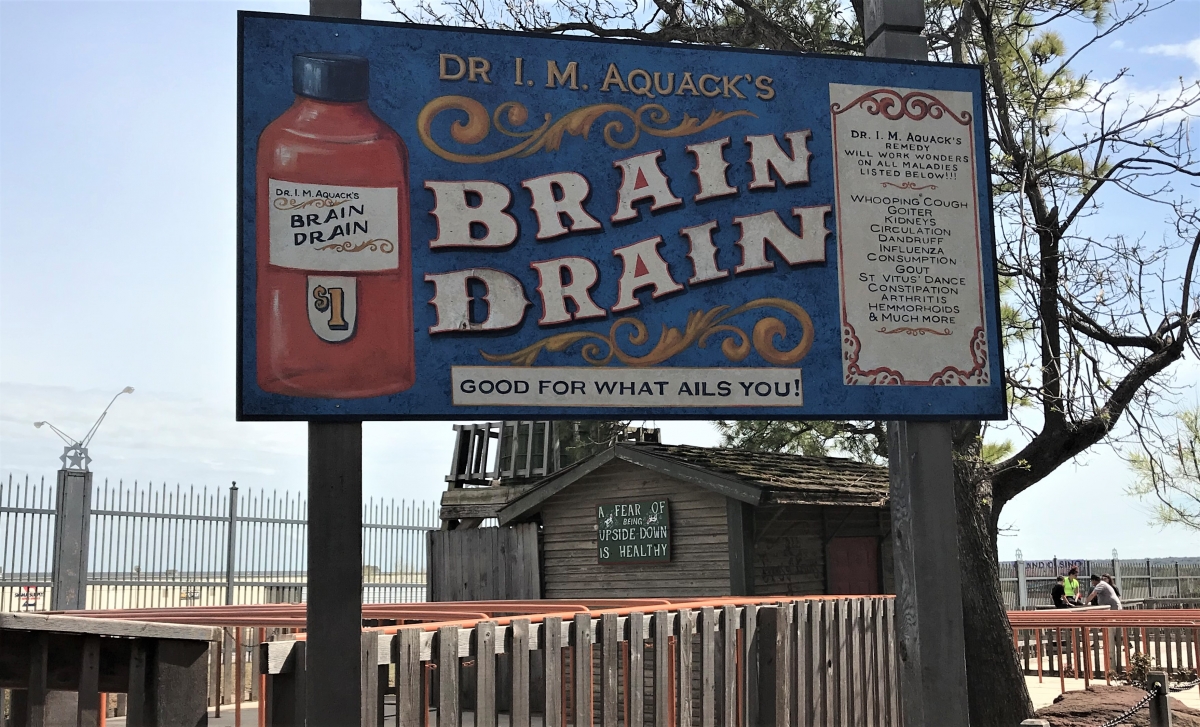 DR I. M. AQUACK'S
BRAIN
DRAIN
GOOD FOR WHAT AILS YOU!
DR. I. M. AQUACK'S
BRAIN
DRAIN
$1
DR. I. M. AQUACK'S
REMEDY
WILL WORK WONDERS
ON ALL MALADIES
LISTED BELOW!!!
WHOOPING COUGH
GOITER
KIDNEYS
CIRCULATION
DANDRUFF
INFLUENZA
CONSUMPTION
GOUT
ST VITUS' DANCE
CONSTIPATION
ARTHRITIS
HEMMORHOIDS
& MUCH MORE
A FEAR OF
BEING
UPSIDE-DOWN
IS HEALTHY